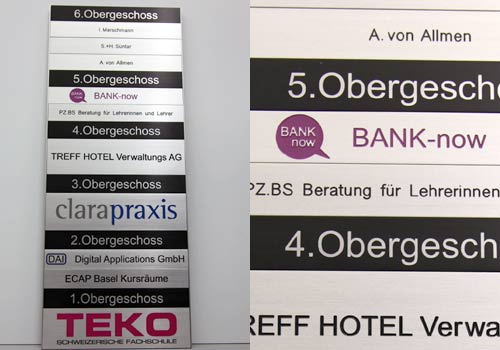 6.Obergeschoss
I. Marschmann
S.+H. Suntar
A. von Allmen
5.Obergeschoss
BANK now BANK-now
PZ.BS Beratung für Lehrerinnen und Lehrer
4.Obergeschoss
TREFF HOTEL Verwaltungs AG
3.Obergeschoss
clarapraxis
2.Obergeschoss
DAI Digital Applications GmbH
ECAP Basel Kursräume
1.Obergeschoss
TEKO
SCHWEIZERISCHE FACHSCHULE
A. von Allmen
5.Obergescho
BANK now BANK-now
PZ.BS Beratung für Lehrerinnen
4.Obergesch
REFF HOTEL Verwa